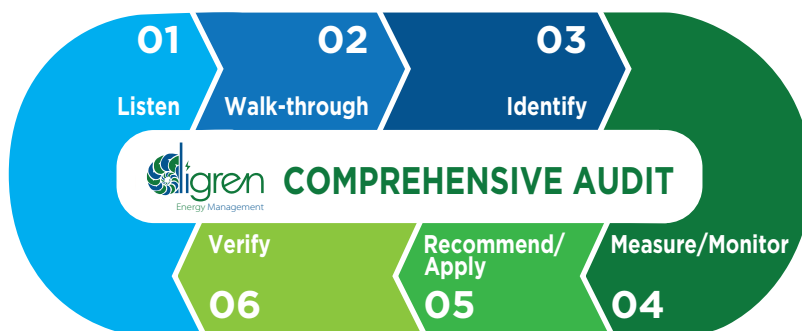 01
02
03
Listen
Walk-through
Identify
digren
Energy Management
COMPREHENSIVE AUDIT
Verify
Recommend/
Apply
Measure/Monitor
06
05
04